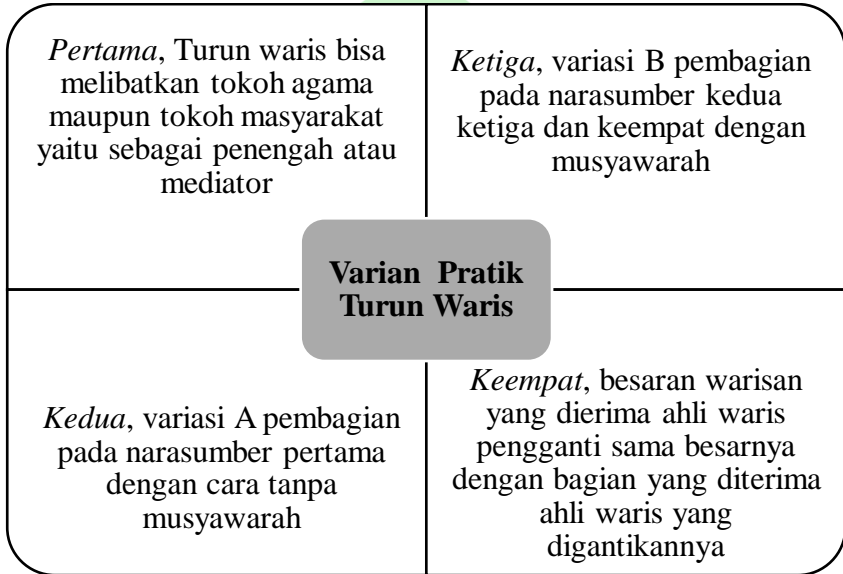 Pertama, Turun waris bisa
melibatkan tokoh agama
maupun tokoh masyarakat
yaitu sebagai penengah atau
mediator
Kedua, variasi A pembagian
pada narasumber pertama
dengan cara tanpa
musyawarah
Ketiga, variasi B pembagian
pada narasumber kedua
ketiga dan keempat dengan
musyawarah
Keempat, besaran warisan
yang dierima ahli waris
pengganti sama besarnya
dengan bagian yang diterima
ahli waris yang
digantikannya
Varian Pratik
Turun Waris